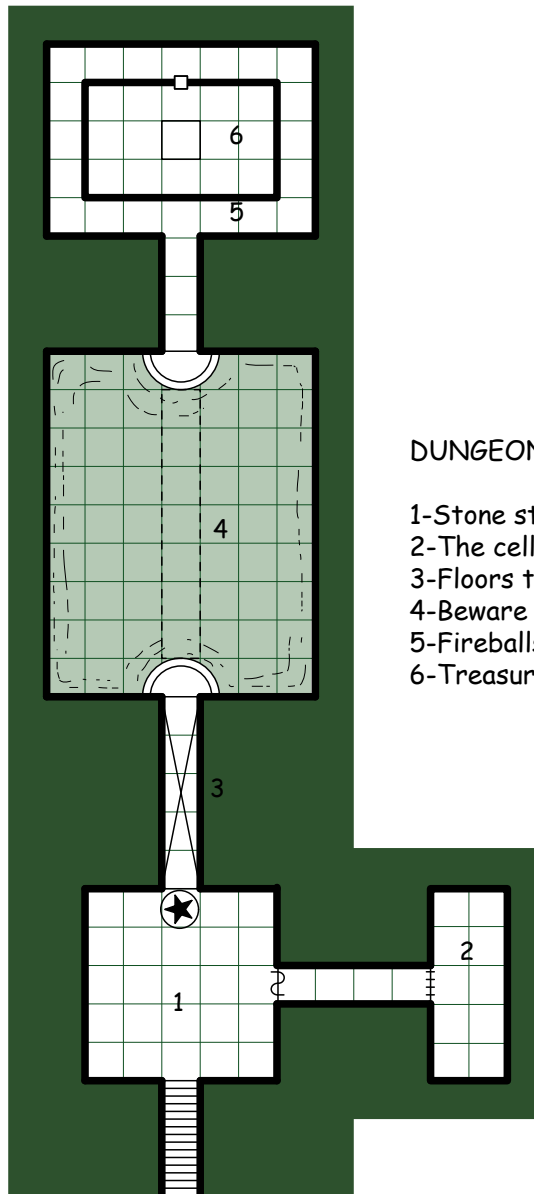 6
5
4
DUNGEON
1-Stone st
2-The cell
3-Floors t
4-Beware
5-Fireballs
6-Treasur
3
2
1